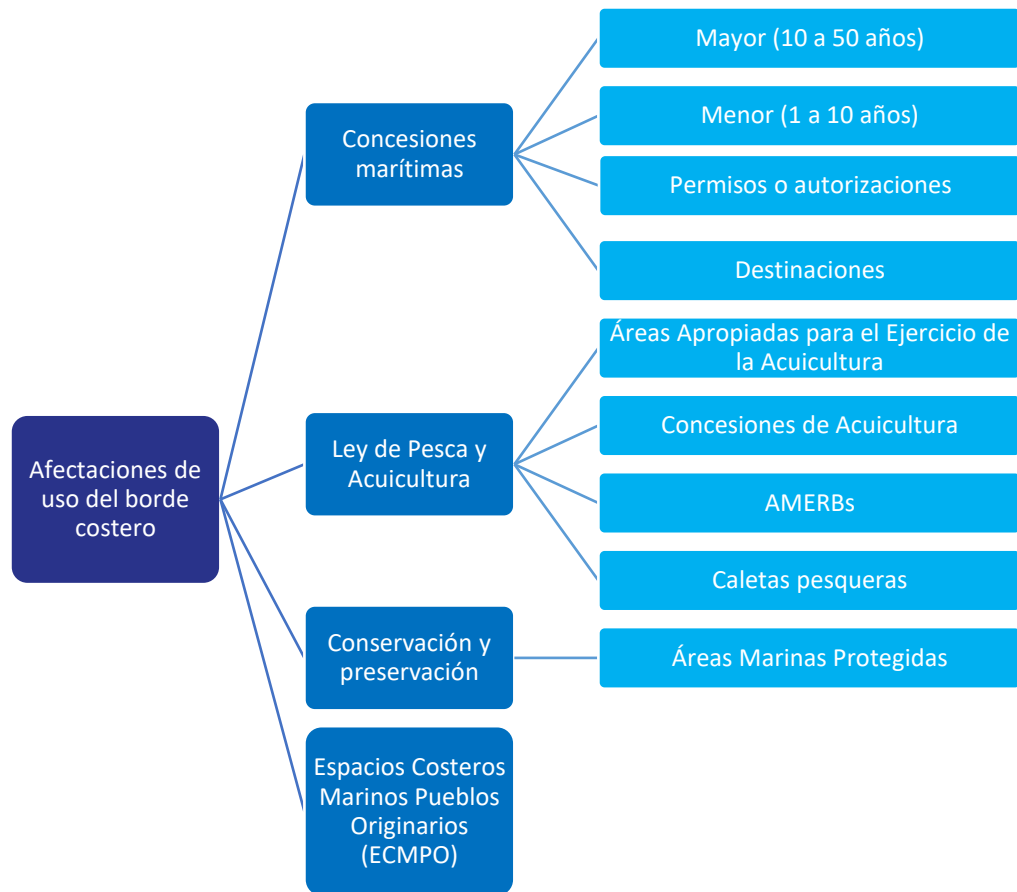 Afectaciones de
uso del borde
costero
Concesiones
marítimas
Mayor (10 a 50 años)
Menor (1 a 10 años)
Permisos o autorizaciones
Destinaciones
Ley de Pesca y
Acuicultura
Áreas Apropiadas para el Ejercicio de
la Acuicultura
Concesiones de Acuicultura
AMERBs
Caletas pesqueras
Conservación y
preservación
Áreas Marinas Protegidas
Espacios Costeros
Marinos Pueblos
Originarios
(ECMPO)